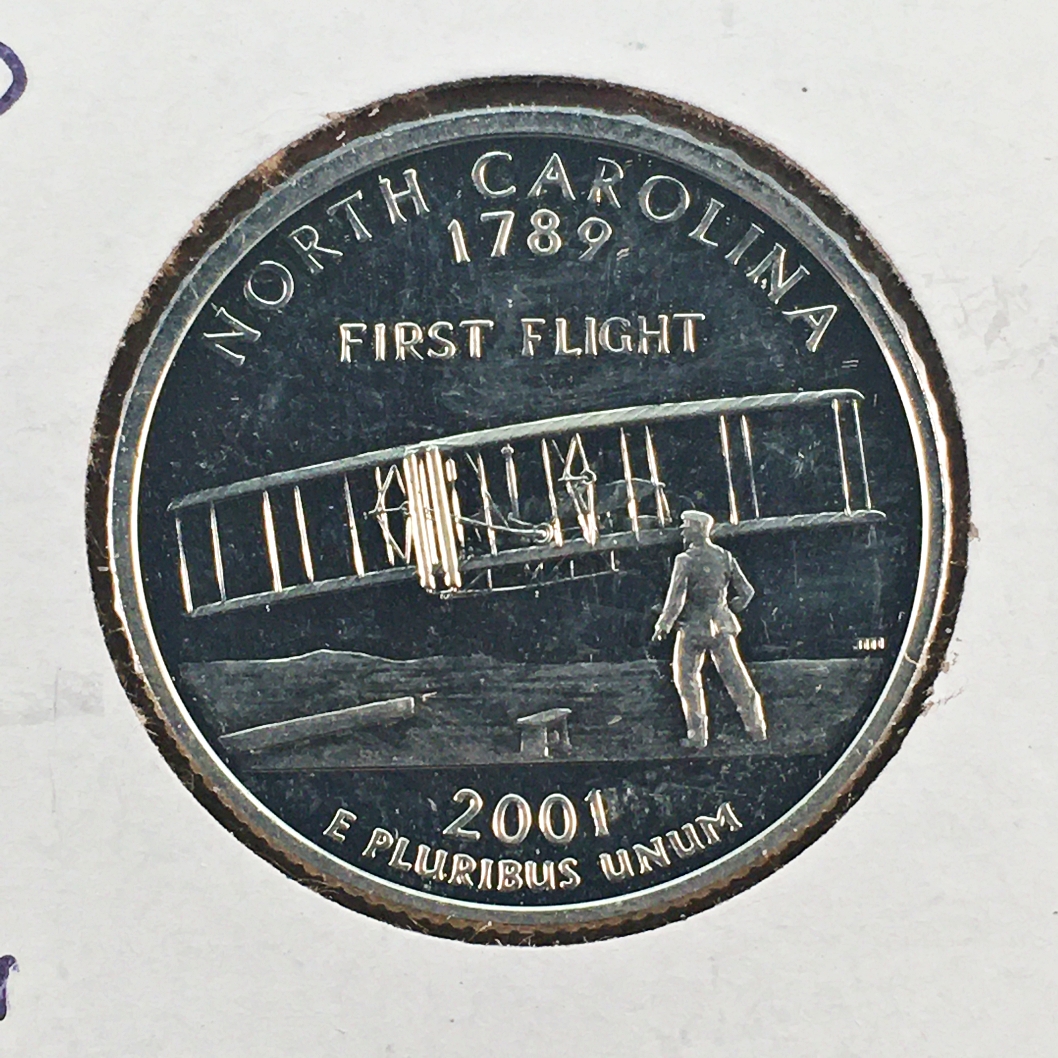 NORTH CAROLINA
1789
FIRST FLIGHT
2001
E PLURIBUS UNUM